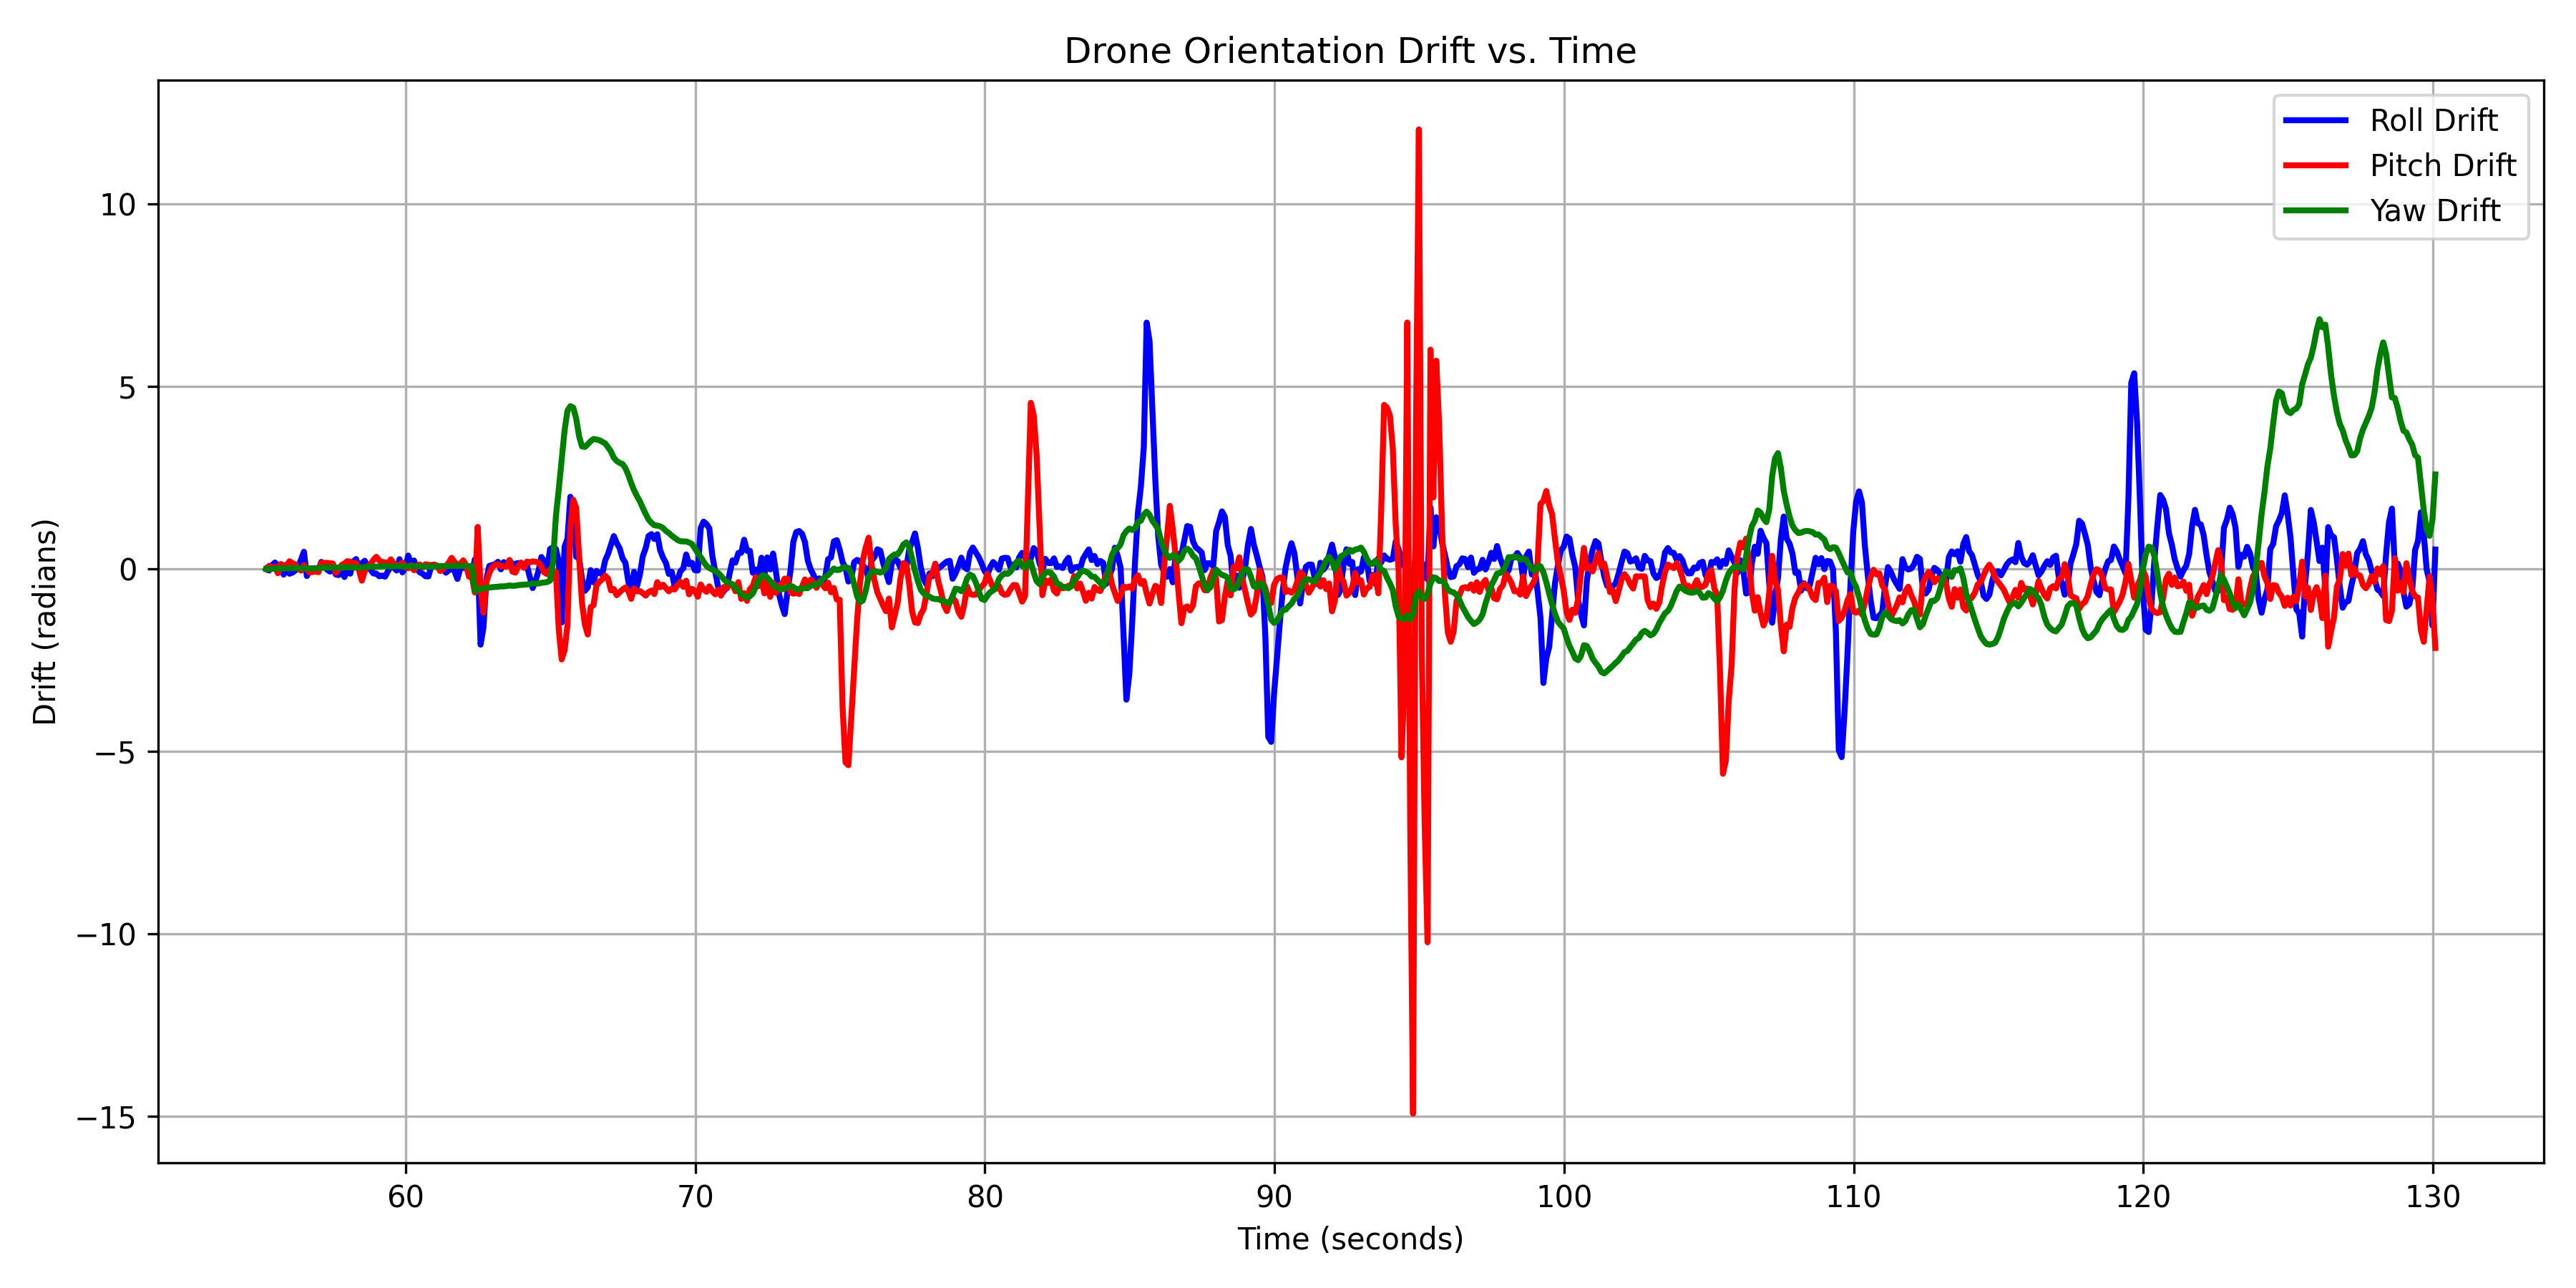 Drone Orientation Drift vs. Time
Roll Drift
Pitch Drift
Yaw Drift
Drift (radians)
10
5
0
−5
−10
−15
60 70 80 90 100 110 120 130
Time (seconds)